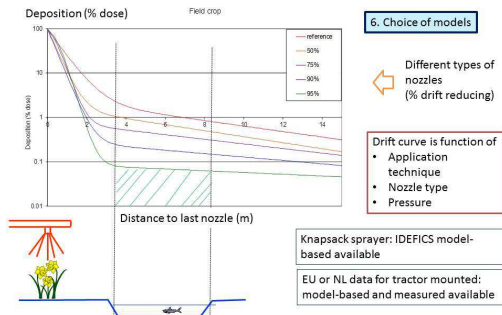 Deposition (% dose)
Field crop
6. Choice of models
100
10
1
0.1
0.01
Deposition (% dose)
0
2
4
6
8
10
12
14
reference
50%
75%
90%
95%
Different types of
nozzles
(% drift reducing)
Drift curve is function of
• Application
technique
• Nozzle type
• Pressure
Distance to last nozzle (m)
Knapsack sprayer: IDEFICS model-
based available
EU or NL data for tractor mounted:
model-based and measured available